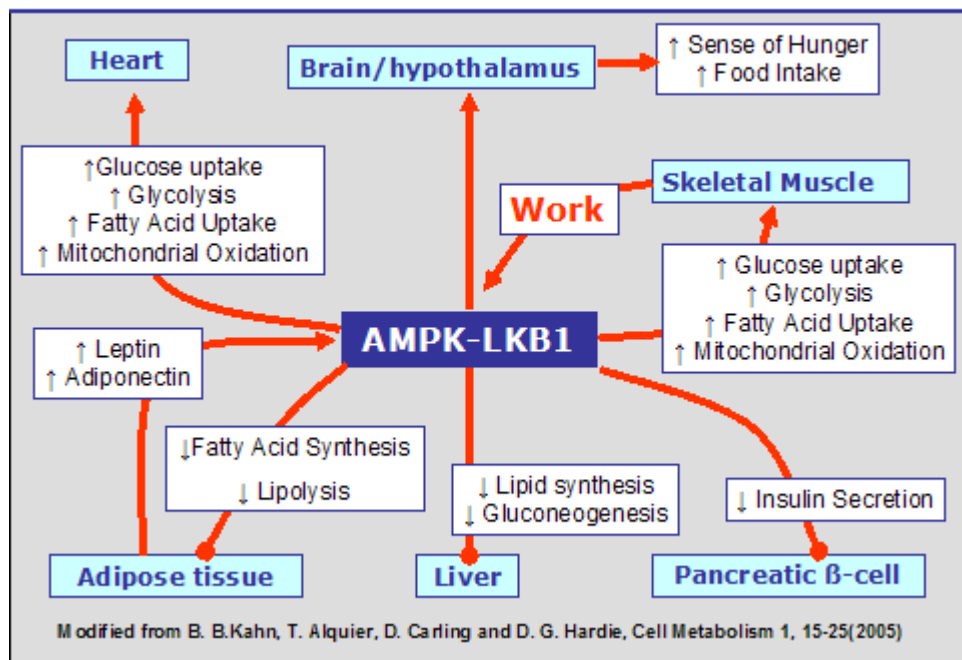 Heart
Brain/hypothalamus
↑ Sense of Hunger
↑ Food Intake
↑Glucose uptake
↑ Glycolysis
↑ Fatty Acid Uptake
↑ Mitochondrial Oxidation
Work
Skeletal Muscle
↑ Glucose uptake
↑ Glycolysis
↑ Fatty Acid Uptake
↑ Mitochondrial Oxidation
AMPK-LKB1
↑ Leptin
↑ Adiponectin
↓Fatty Acid Synthesis
↓ Lipolysis
↓ Lipid synthesis
↓ Gluconeogenesis
↓ Insulin Secretion
Adipose tissue
Liver
Pancreatic ß-cell
Modified from B. B.Kahn, T. Alquier, D. Carling and D. G. Hardie, Cell Metabolism 1, 15-25(2005)